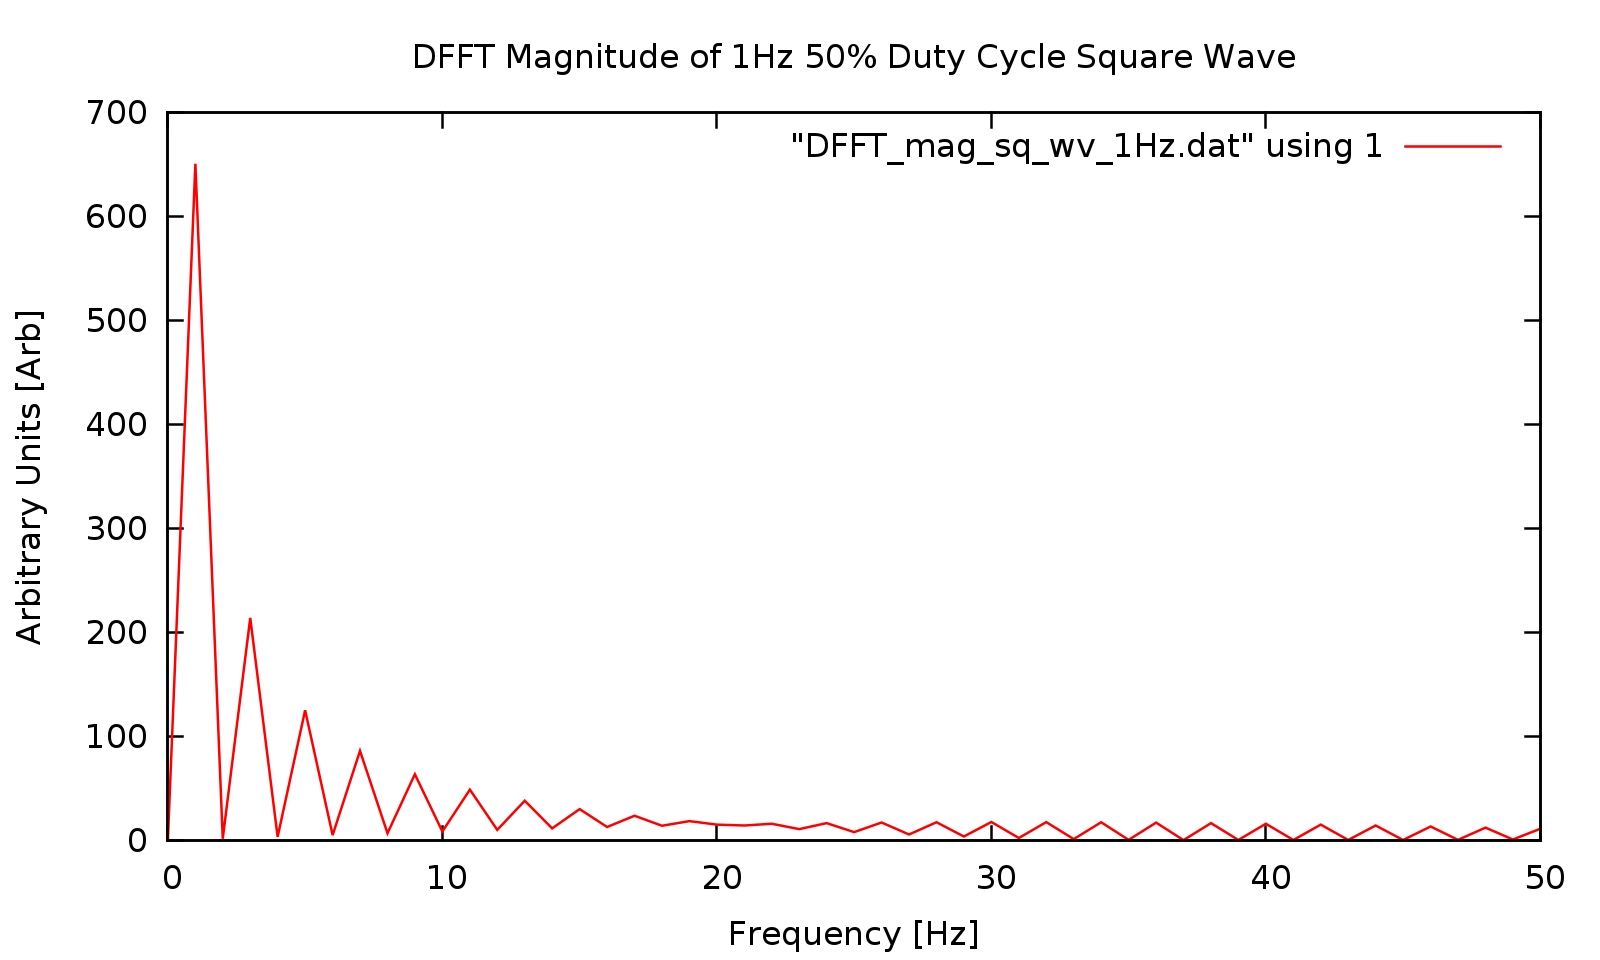 DFFT Magnitude of 1Hz 50% Duty Cycle Square Wave
"DFFT_mag_sq_wv_1Hz.dat" using 1
700
600
500
400
300
200
100
0
Arbitrary Units [Arb]
0 10 20 30 40 50
Frequency [Hz]